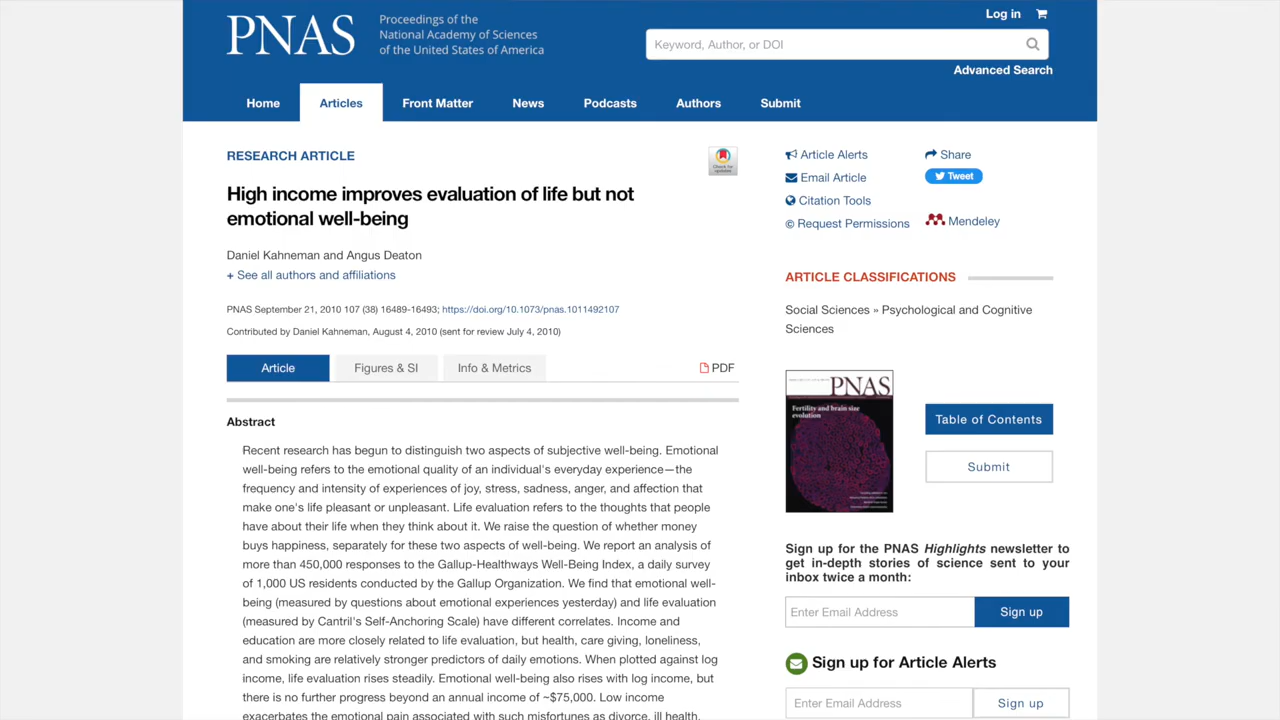 PNAS
Proceedings of the
National Academy of Sciences
of the United States of America
Log in
Keyword, Author, or DOI
Advanced Search
Home
Articles
Front Matter
News
Podcasts
Authors
Submit
RESEARCH ARTICLE
High income improves evaluation of life but not
emotional well-being
Daniel Kahneman and Angus Deaton
+ See all authors and affiliations
PNAS September 21, 2010 107 (38) 16489-16493; https://doi.org/10.1073/pnas.1011492107
Contributed by Daniel Kahneman, August 4, 2010 (sent for review July 4, 2010)
Article
Figures & SI
Info & Metrics
PDF
Abstract
Recent research has begun to distinguish two aspects of subjective well-being. Emotional
well-being refers to the emotional quality of an individual's everyday experience—the
frequency and intensity of experiences of joy, stress, sadness, anger, and affection that
make one's life pleasant or unpleasant. Life evaluation refers to the thoughts that people
have about their life when they think about it. We raise the question of whether money
buys happiness, separately for these two aspects of well-being. We report an analysis of
more than 450,000 responses to the Gallup-Healthways Well-Being Index, a daily survey
of 1,000 US residents conducted by the Gallup Organization. We find that emotional well-
being (measured by questions about emotional experiences yesterday) and life evaluation
(measured by Cantril's Self-Anchoring Scale) have different correlates. Income and
education are more closely related to life evaluation, but health, care giving, loneliness,
and smoking are relatively stronger predictors of daily emotions. When plotted against log
income, life evaluation rises steadily. Emotional well-being also rises with log income, but
there is no further progress beyond an annual income of ~$75,000. Low income
exacerbates the emotional pain associated with such misfortunes as divorce, ill health,
Article Alerts
Share
Email Article
Tweet
Citation Tools
© Request Permissions
Mendeley
ARTICLE CLASSIFICATIONS
Social Sciences » Psychological and Cognitive
Sciences
PNAS
Fertility and brain size
evolution
Table of Contents
Submit
Sign up for the PNAS Highlights newsletter to
get in-depth stories of science sent to your
inbox twice a month:
Enter Email Address
Sign up
Sign up for Article Alerts
Enter Email Address
Sign up